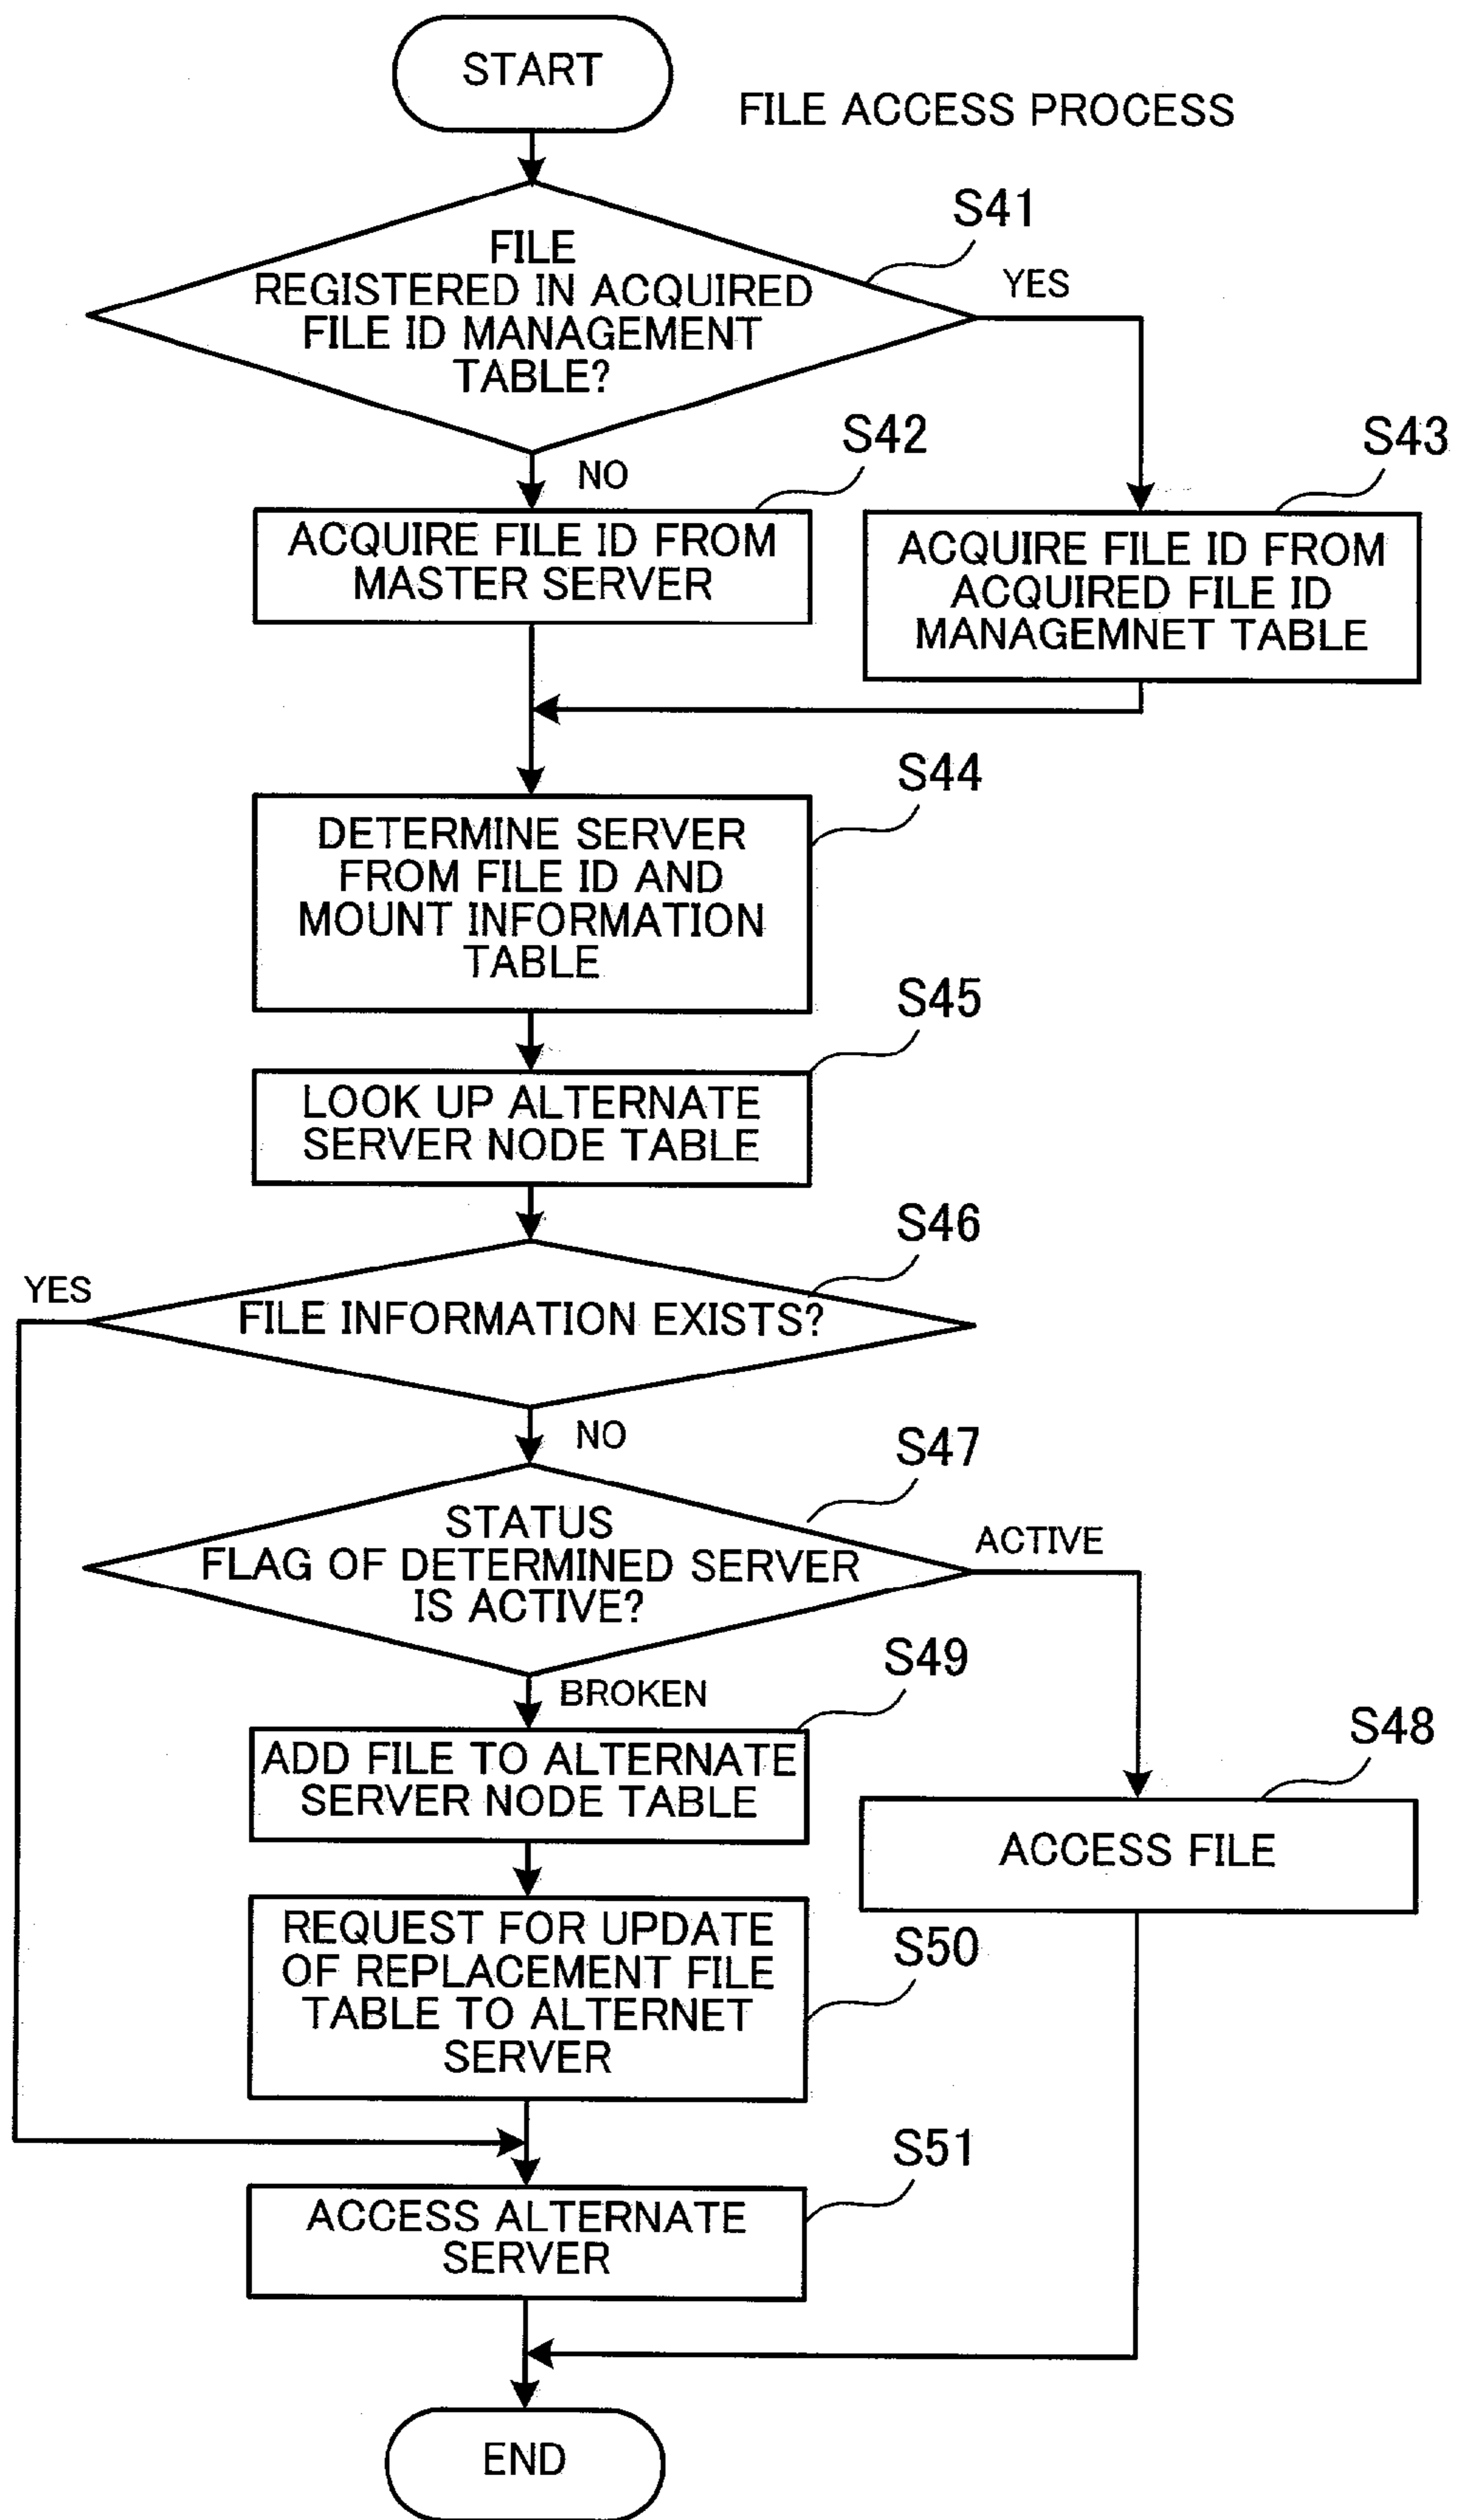 START
FILE ACCESS PROCESS
S41
FILE
REGISTERED IN ACQUIRED
FILE ID MANAGEMENT
TABLE?
YES
NO
S42
ACQUIRE FILE ID FROM
MASTER SERVER
S43
ACQUIRE FILE ID FROM
ACQUIRED FILE ID
MANAGEMNET TABLE
S44
DETERMINE SERVER
FROM FILE ID AND
MOUNT INFORMATION
TABLE
S45
LOOK UP ALTERNATE
SERVER NODE TABLE
S46
YES
FILE INFORMATION EXISTS?
NO
S47
STATUS
FLAG OF DETERMINED SERVER
IS ACTIVE?
ACTIVE
BROKEN
S49
ADD FILE TO ALTERNATE
SERVER NODE TABLE
S48
ACCESS FILE
REQUEST FOR UPDATE
OF REPLACEMENT FILE
TABLE TO ALTERNET
SERVER
S50
S51
ACCESS ALTERNATE
SERVER
END